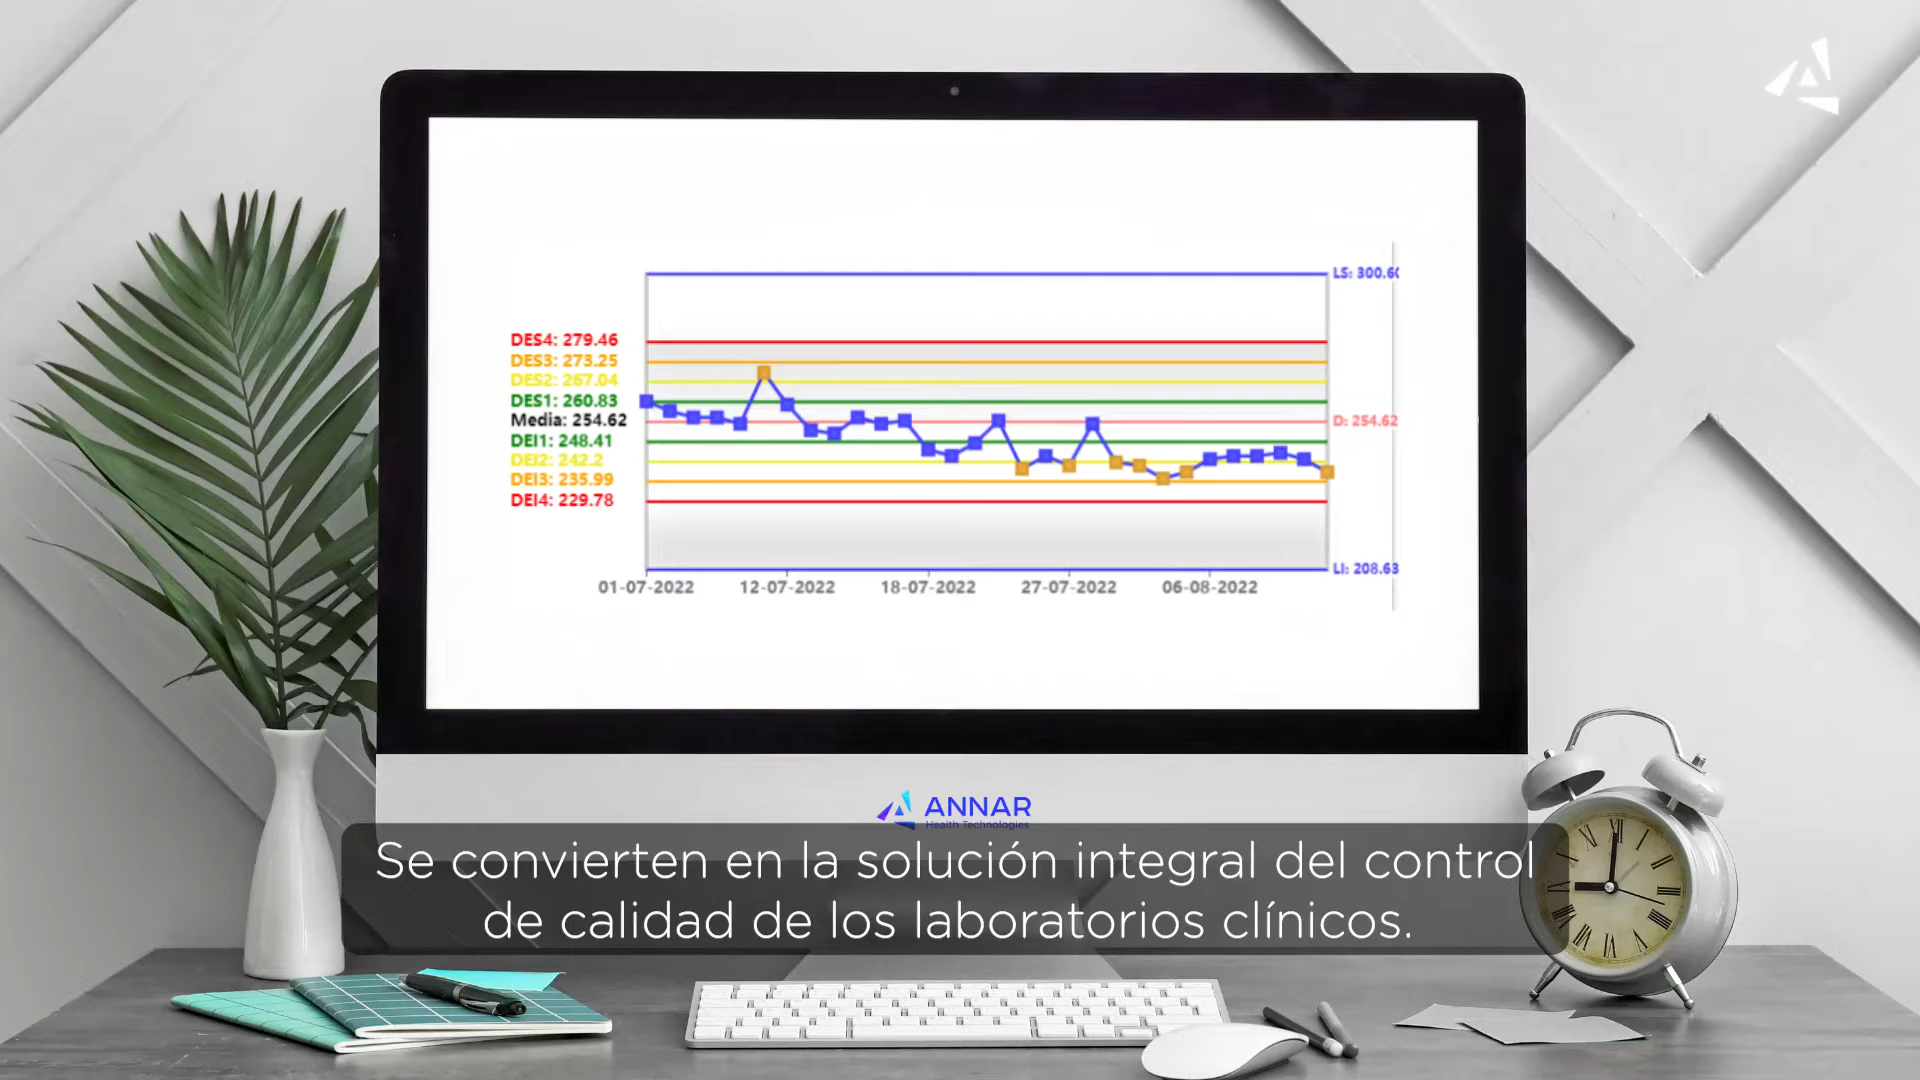 LS: 300.60
DES4: 279.46
DES3: 273.25
DES2: 267.04
DES1: 260.83
Media: 254.62
D: 254.62
DEI1: 248.41
DEI2: 242.2
DEI3: 235.99
DEI4: 229.78
LI: 208.63
01-07-2022 12-07-2022 18-07-2022 27-07-2022 06-08-2022
ANNAR
Health Technologies
Se convierten en la solución integral del control
de calidad de los laboratorios clínicos.